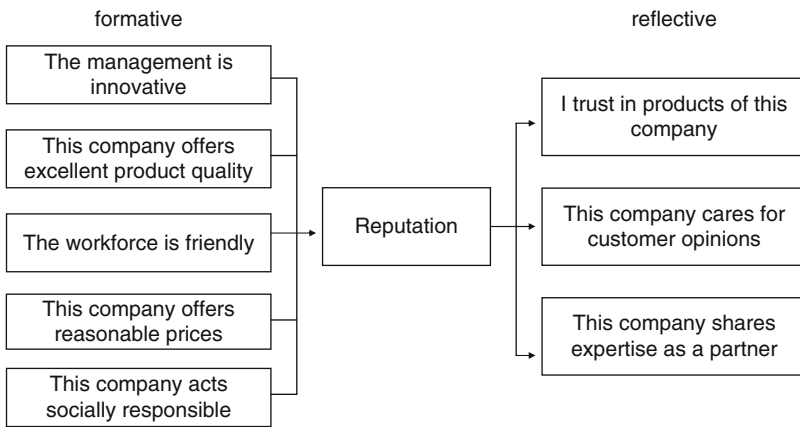 formative
The management is
innovative
This company offers
excellent product quality
The workforce is friendly
This company offers
reasonable prices
This company acts
socially responsible
Reputation
reflective
I trust in products of this
company
This company cares for
customer opinions
This company shares
expertise as a partner